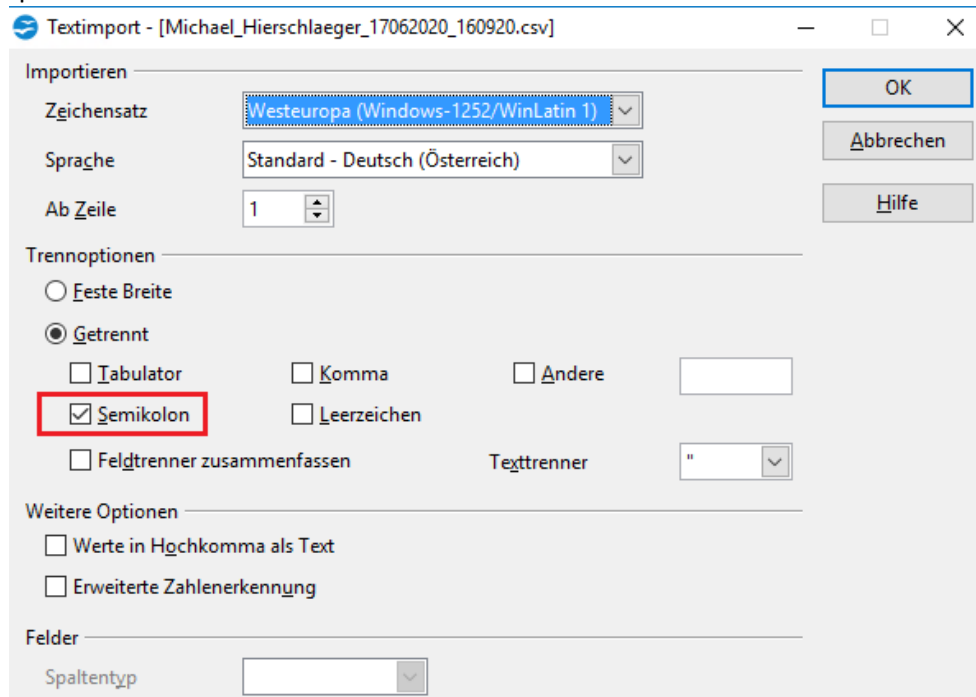 Textimport - [Michael_Hierschlaeger_17062020_160920.csv]
Importieren
OK
Zeichensatz Westeuropa (Windows-1252/WinLatin 1)
Abbrechen
Sprache Standard - Deutsch (Österreich)
Ab Zeile 1
Hilfe
Trennoptionen
Feste Breite
Getrennt
Tabulator Komma Andere
Semikolon Leerzeichen
Feldtrenner zusammenfassen Texttrenner "
Weitere Optionen
Werte in Hochkomma als Text
Erweiterte Zahlenerkennung
Felder
Spaltentyp